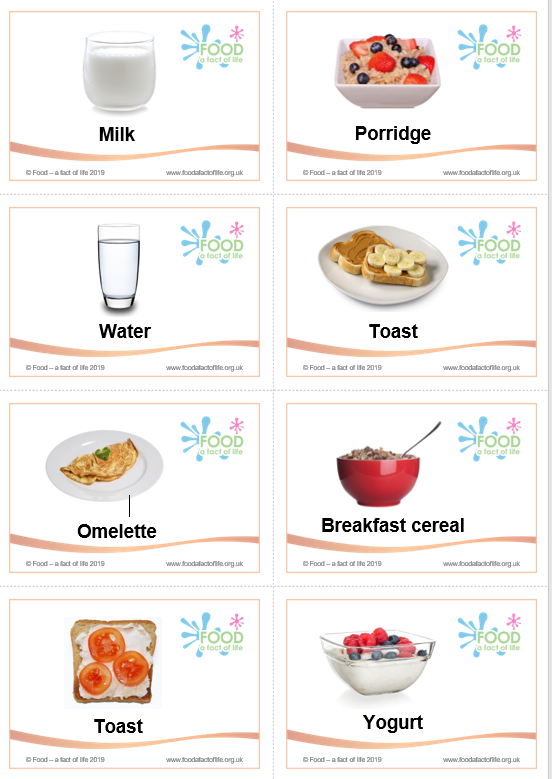 FOOD
a fact of life
Milk
© Food – a fact of life 2019 www.foodafactoflife.org.uk
FOOD
a fact of life
Porridge
© Food – a fact of life 2019 www.foodafactoflife.org.uk
FOOD
a fact of life
Water
© Food – a fact of life 2019 www.foodafactoflife.org.uk
FOOD
a fact of life
Toast
© Food – a fact of life 2019 www.foodafactoflife.org.uk
FOOD
a fact of life
Omelette
© Food – a fact of life 2019 www.foodafactoflife.org.uk
FOOD
a fact of life
Breakfast cereal
© Food – a fact of life 2019 www.foodafactoflife.org.uk
FOOD
a fact of life
Toast
© Food – a fact of life 2019 www.foodafactoflife.org.uk
FOOD
a fact of life
Yogurt
© Food – a fact of life 2019 www.foodafactoflife.org.uk